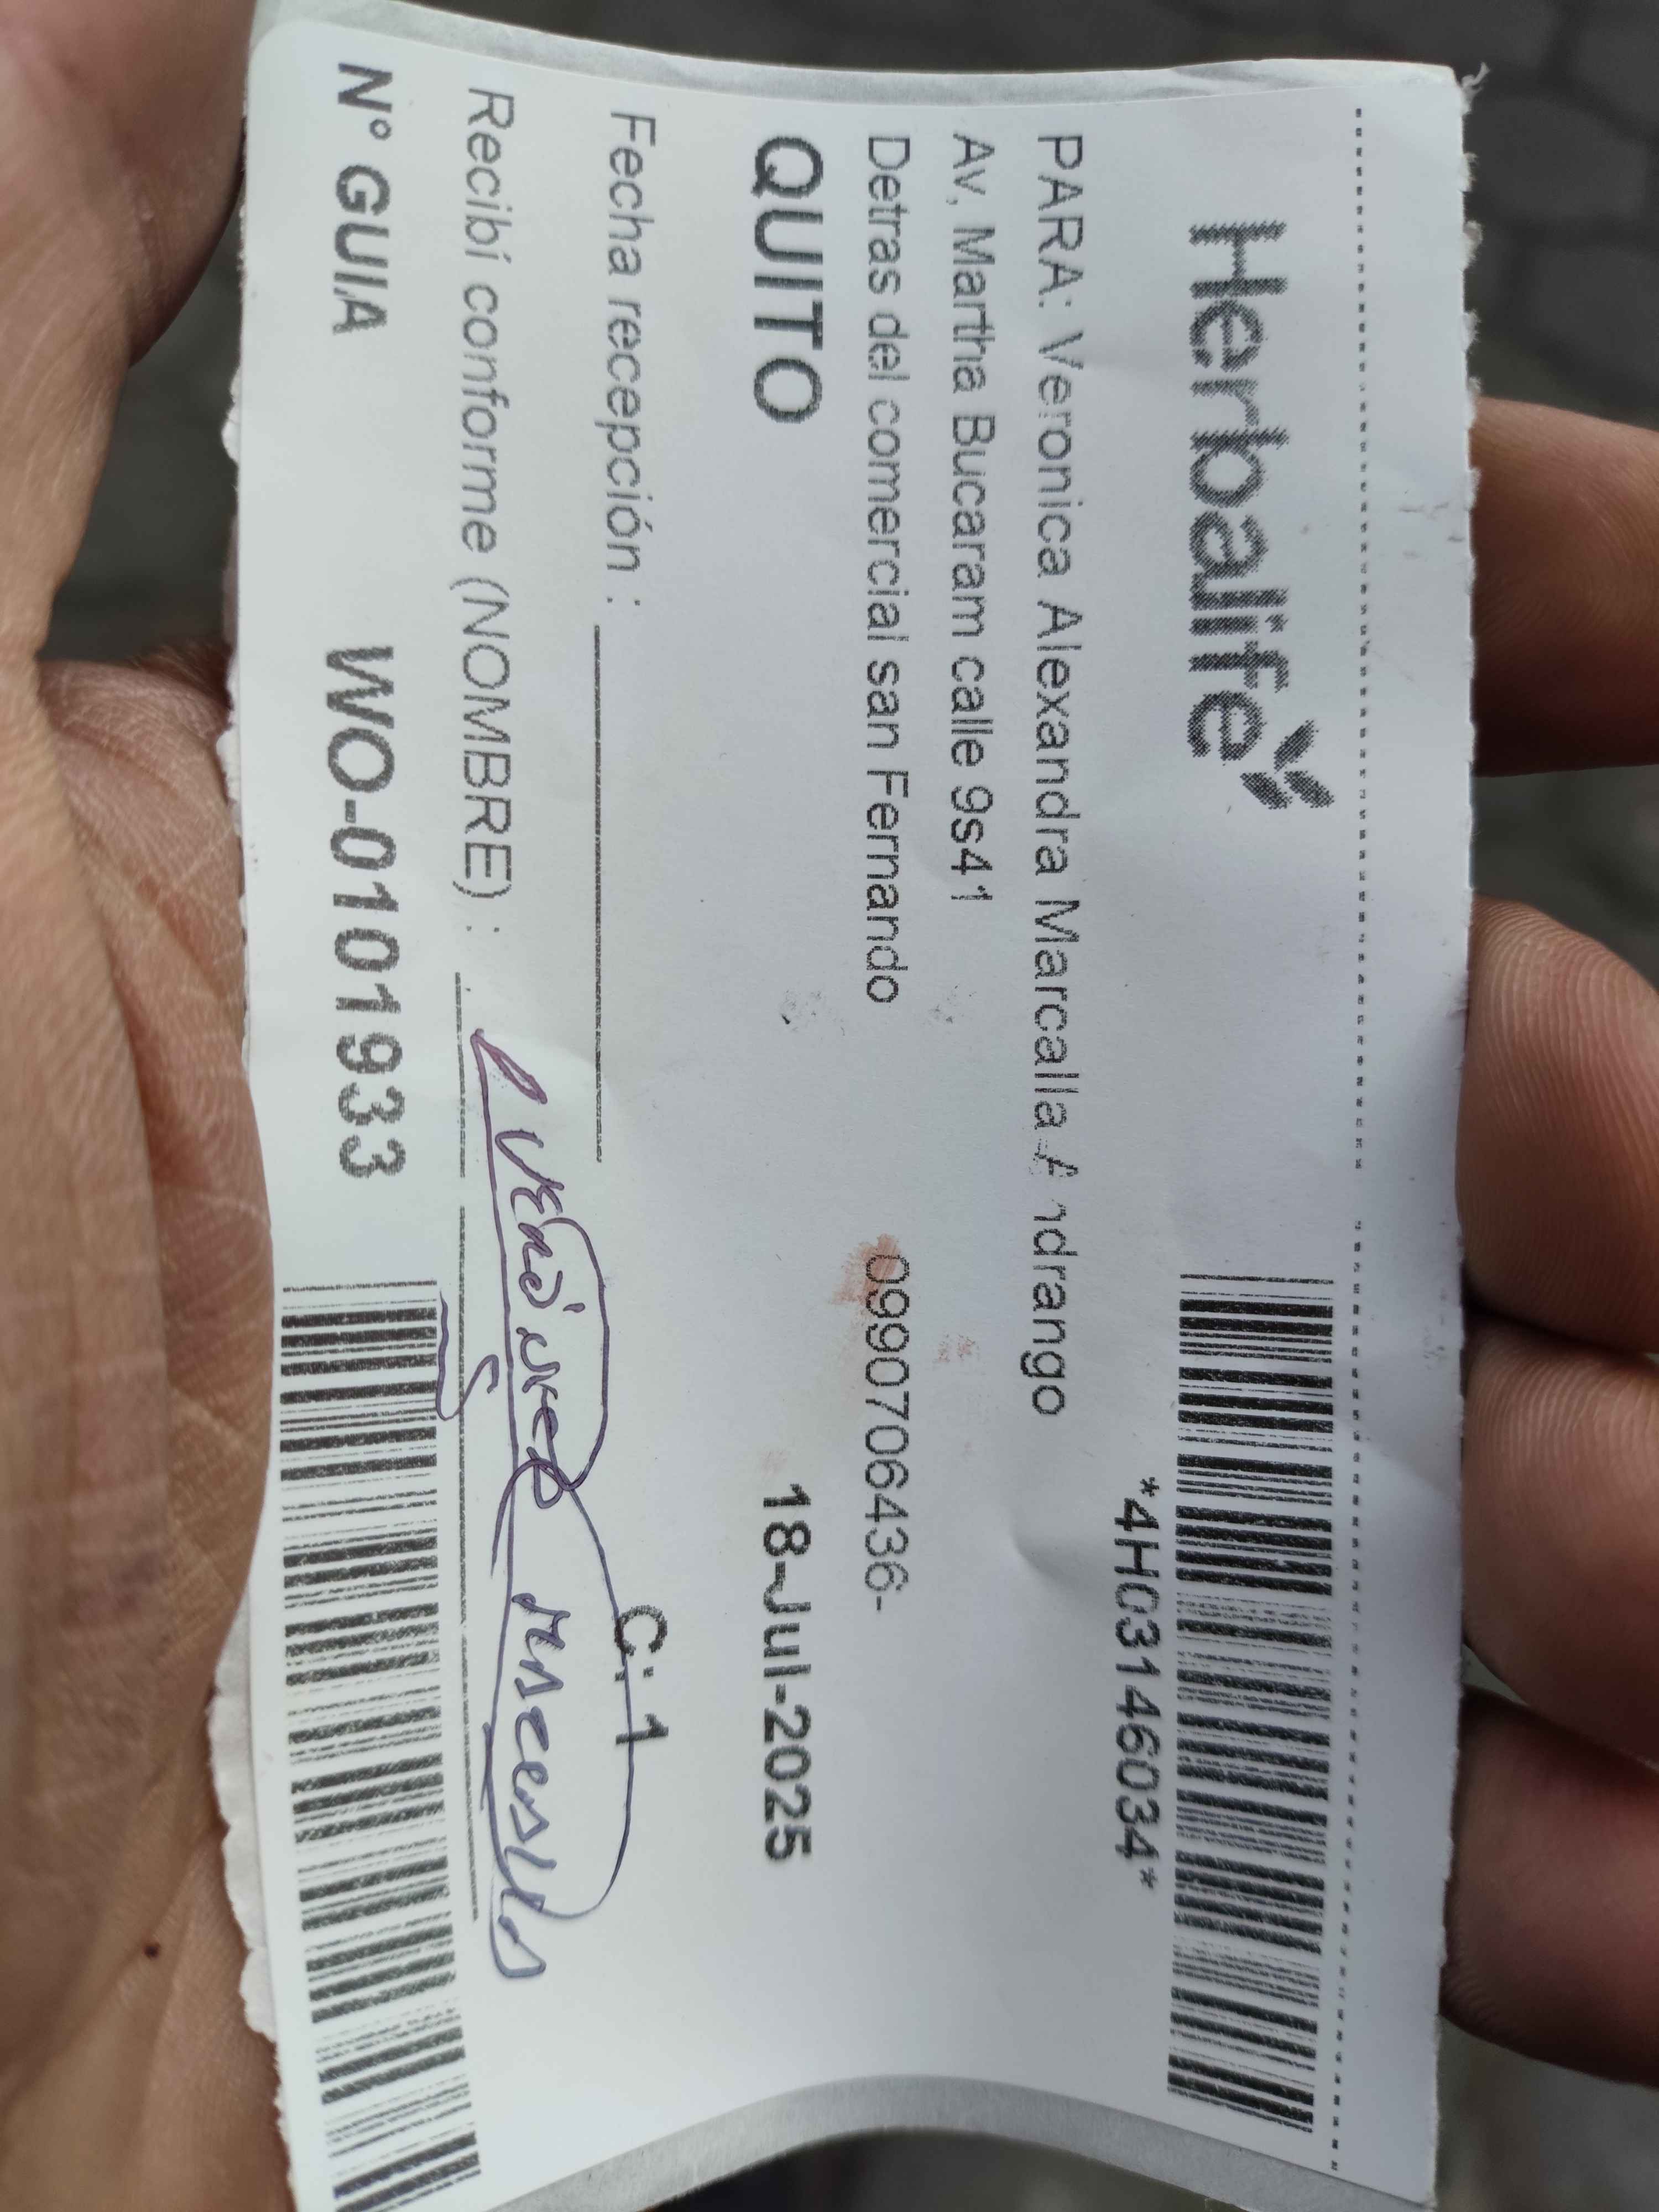 Herbalife
*4H03146034*
PARA: Veronica Alexandra Marcalla Andrango
Av, Martha Bucaram calle 9s41
Detras del comercial san Fernando 0990706436-
QUITO 18-Jul-2025
C: 1
Fecha recepción :
Recibí conforme (NOMBRE) :
N° GUIA WO-0101933